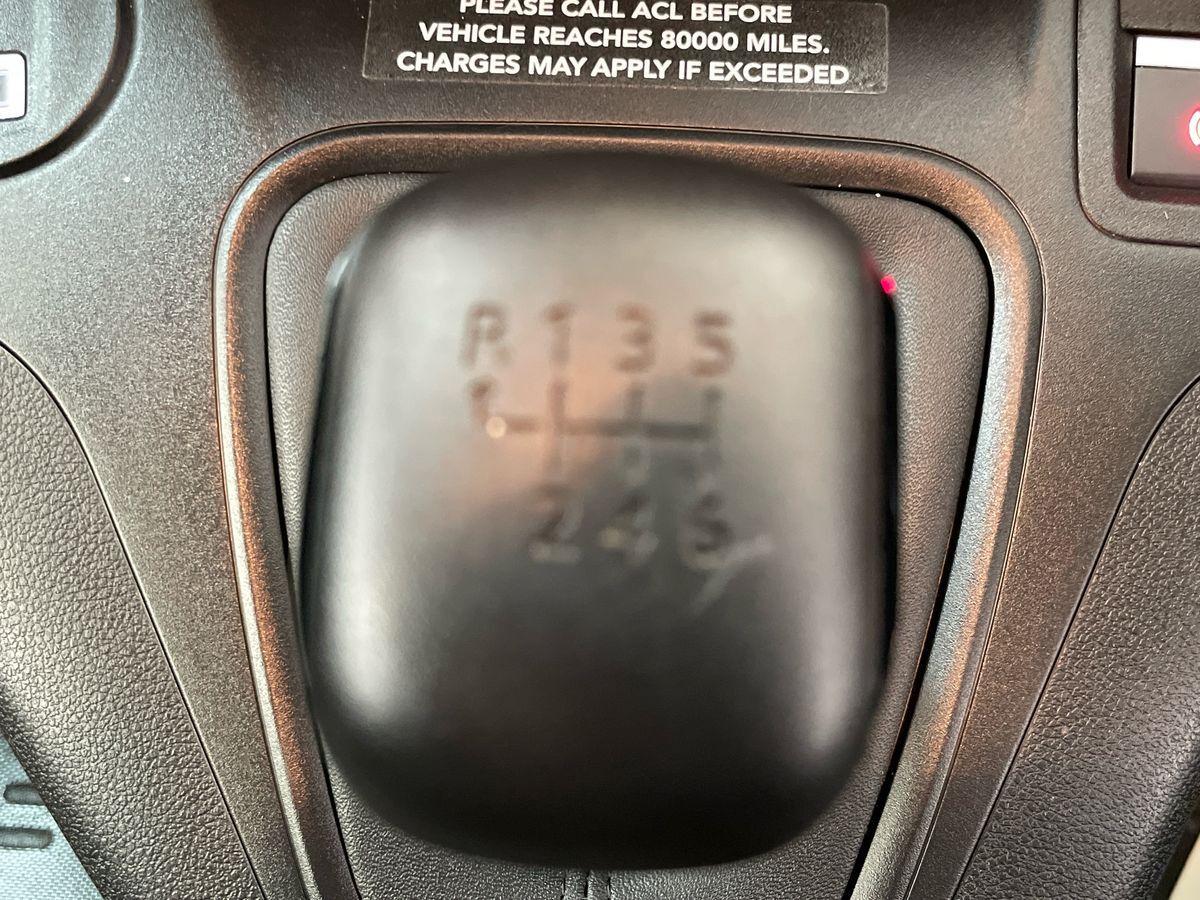 PLEASE CALL ACL BEFORE
VEHICLE REACHES 80000 MILES.
CHARGES MAY APPLY IF EXCEEDED
R 1 3 5
2 4 6